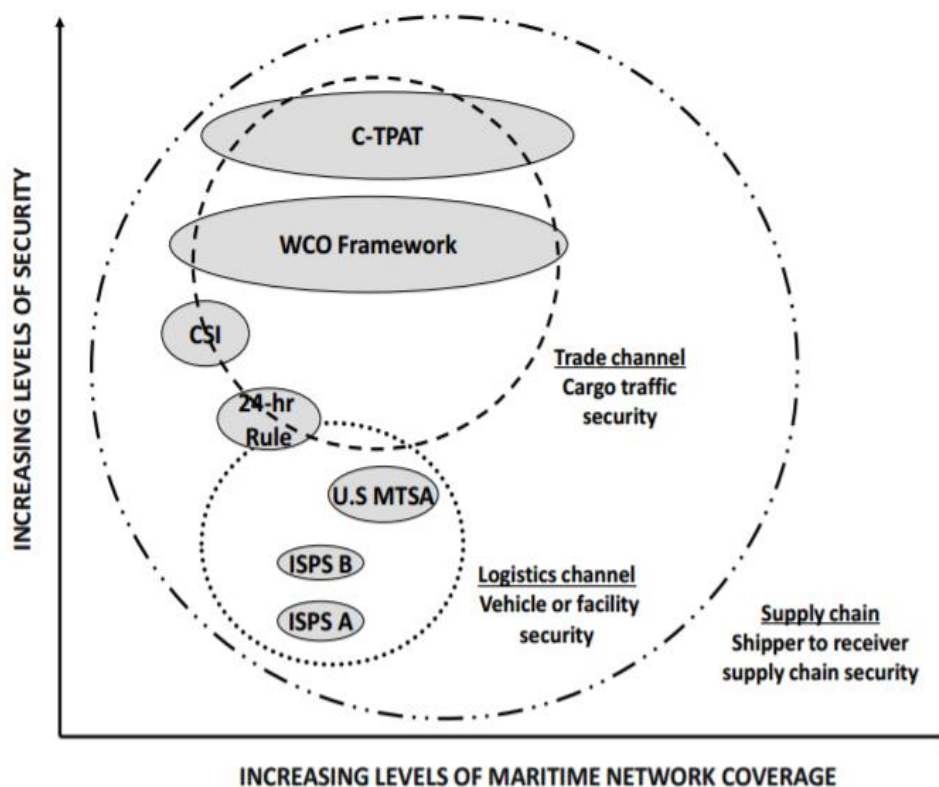 INCREASING LEVELS OF SECURITY
C-TPAT
WCO Framework
CSI
24-hr
Rule
Trade channel
Cargo traffic
security
U.S MTSA
ISPS B
ISPS A
Logistics channel
Vehicle or facility
security
Supply chain
Shipper to receiver
supply chain security
INCREASING LEVELS OF MARITIME NETWORK COVERAGE